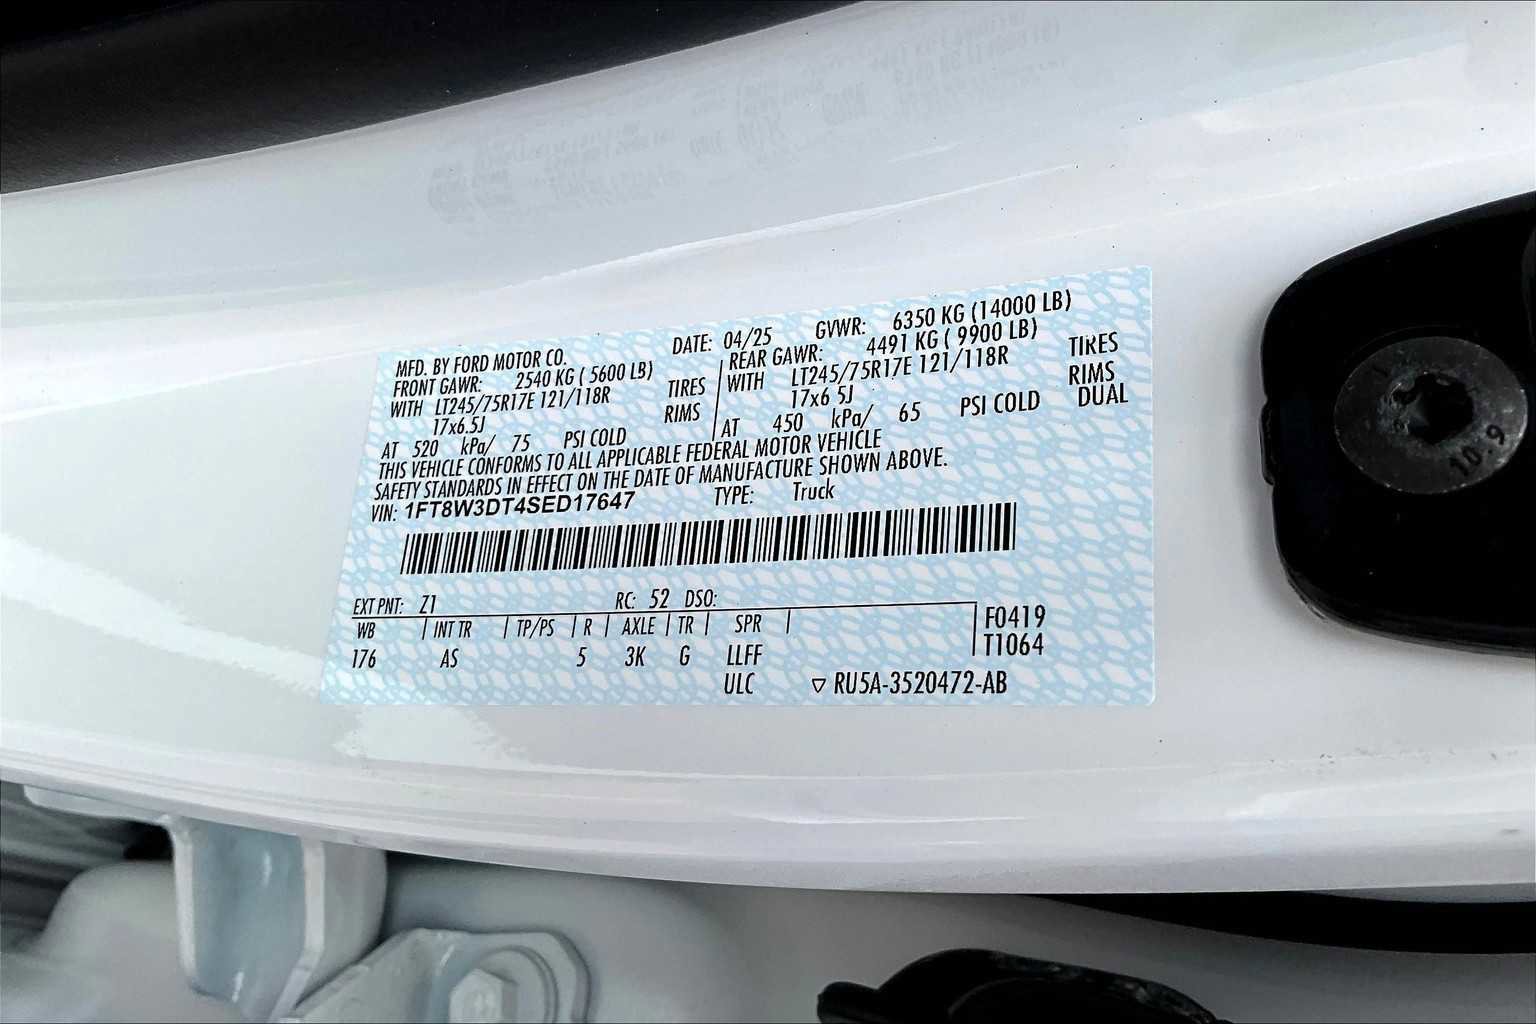 MFD. BY FORD MOTOR CO. DATE: 04/25 GVWR: 6350 KG (14000 LB)
FRONT GAWR: 2540 KG ( 5600 LB) REAR GAWR: 4491 KG ( 9900 LB)
WITH LT245/75R17E 121/118R TIRES WITH LT245/75R17E 121/118R TIRES
17x6.5J RIMS 17x6 5J RIMS
AT 520 kPa/ 75 PSI COLD AT 450 kPa/ 65 PSI COLD DUAL
THIS VEHICLE CONFORMS TO ALL APPLICABLE FEDERAL MOTOR VEHICLE
SAFETY STANDARDS IN EFFECT ON THE DATE OF MANUFACTURE SHOWN ABOVE.
VIN: 1FT8W3DT4SED17647 TYPE: Truck
EXT PNT: Z1 RC: 52 DSO:
WB | INT TR | TP/PS | R | AXLE | TR | SPR | F0419
176 AS 5 3K G LLFF T1064
ULC ▽ RU5A-3520472-AB
10.9